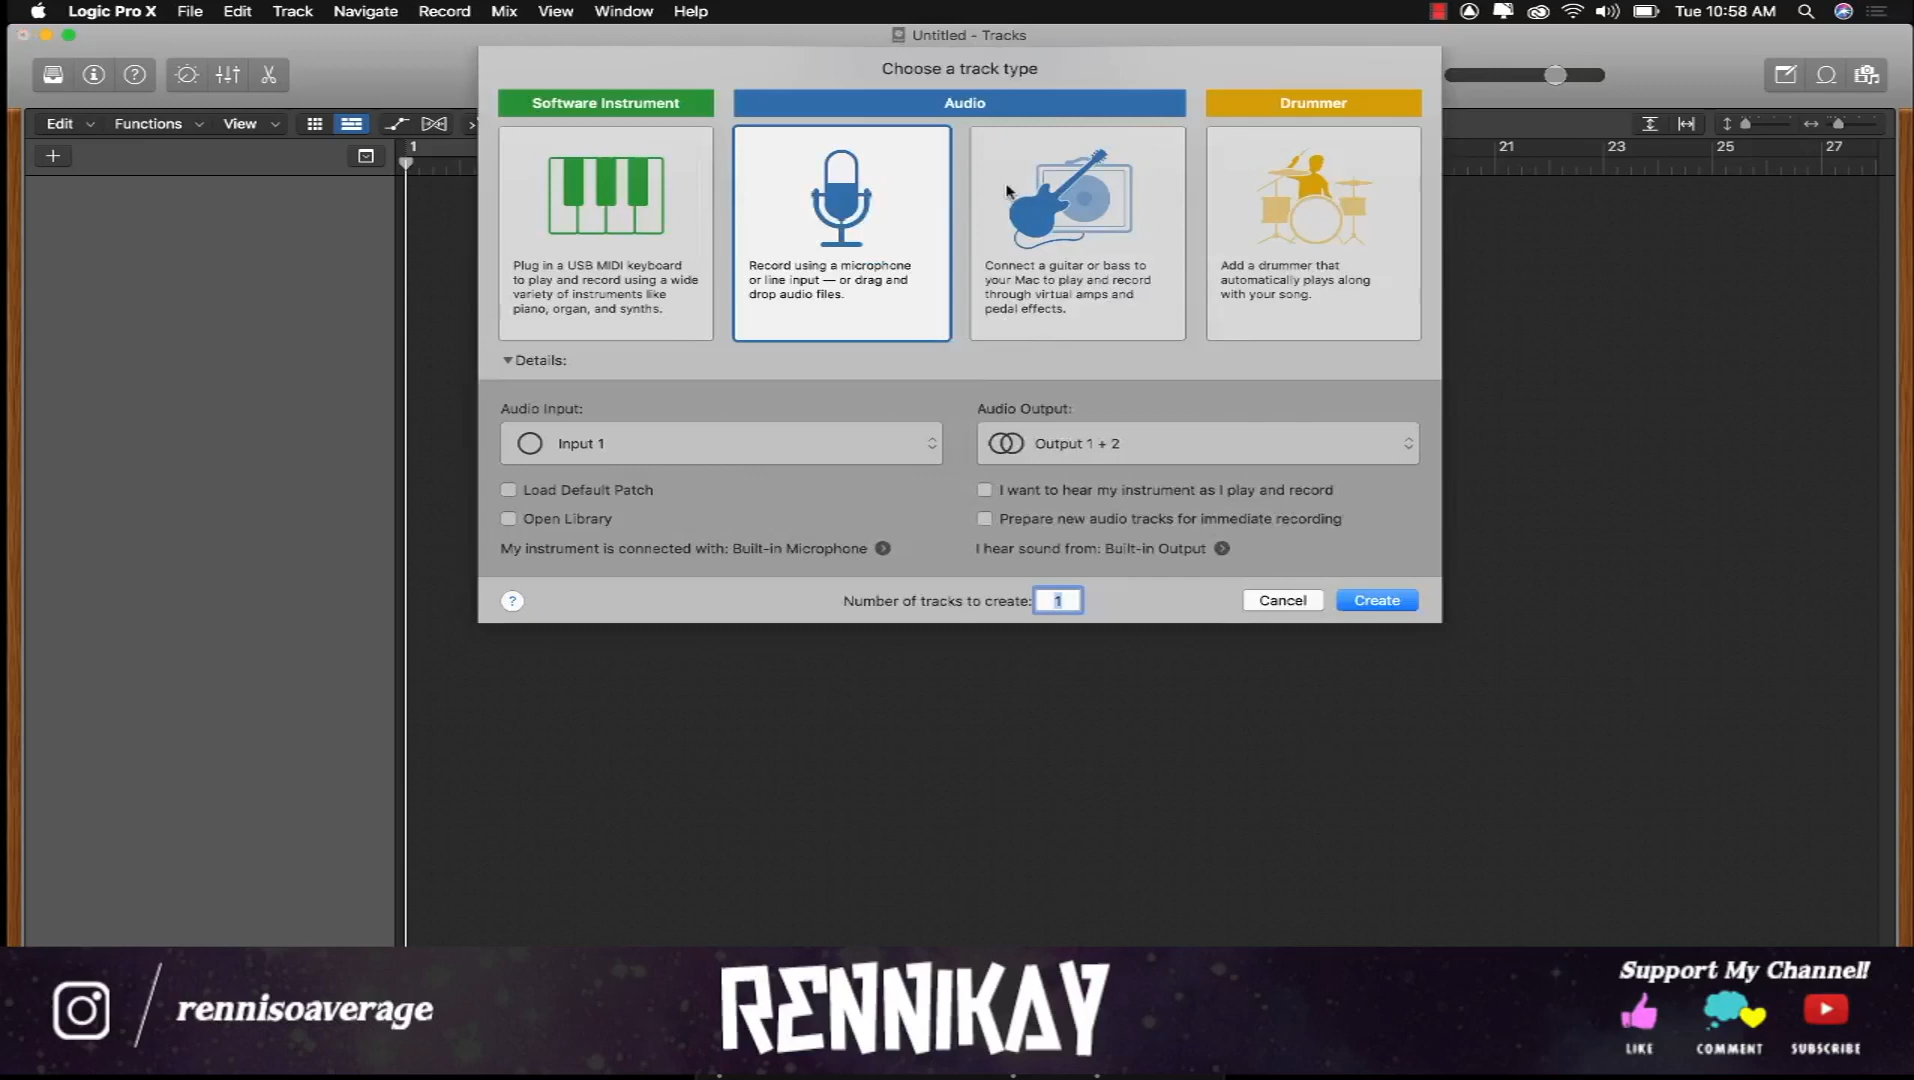 Logic Pro X File Edit Track Navigate Record Mix View Window Help Tue 10:58 AM
Untitled - Tracks
Choose a track type
Software Instrument Audio Drummer
Edit Functions View
1 21 23 25 27
Plug in a USB MIDI keyboard
to play and record using a wide
variety of instruments like
piano, organ, and synths.
Record using a microphone
or line input — or drag and
drop audio files.
Connect a guitar or bass to
your Mac to play and record
through virtual amps and
pedal effects.
Add a drummer that
automatically plays along
with your song.
Details:
Audio Input: Audio Output:
Input 1 Output 1 + 2
Load Default Patch I want to hear my instrument as I play and record
Open Library Prepare new audio tracks for immediate recording
My instrument is connected with: Built-in Microphone I hear sound from: Built-in Output
? Number of tracks to create: 1 Cancel Create
rennisoaverage
RENNIKAY
Support My Channel!
LIKE COMMENT SUBSCRIBE